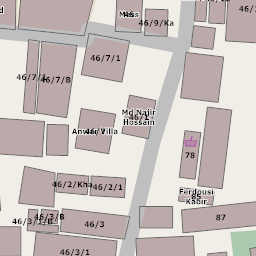 46
46/9/Ka
46/7/1
46/7/1
46/7/B
Md Najir
Hossain
46/1
Anwar Villa
78
46/2/Kha
46/2/1
Ferdousi
Kabir
85
87
46/3/B
46/3/1/B
46/3
46/3/1